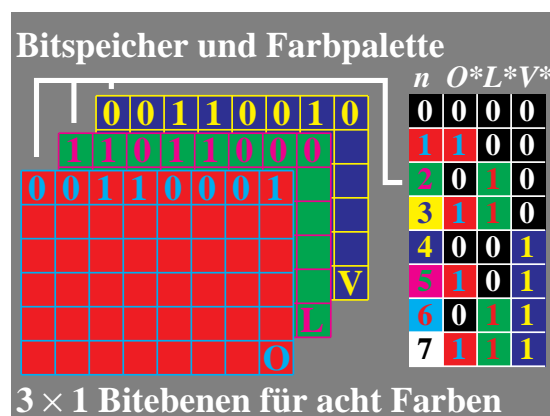 Bitspeicher und Farbpalette
n O* L* V*
0 0 1 1 0 0 1 0
1 1 0 1 1 0 0 0
0 0 1 1 0 0 0 1
V
L
O
0 0 0 0
1 1 0 0
2 0 1 0
3 1 1 0
4 0 0 1
5 1 0 1
6 0 1 1
7 1 1 1
3 × 1 Bitebenen für acht Farben